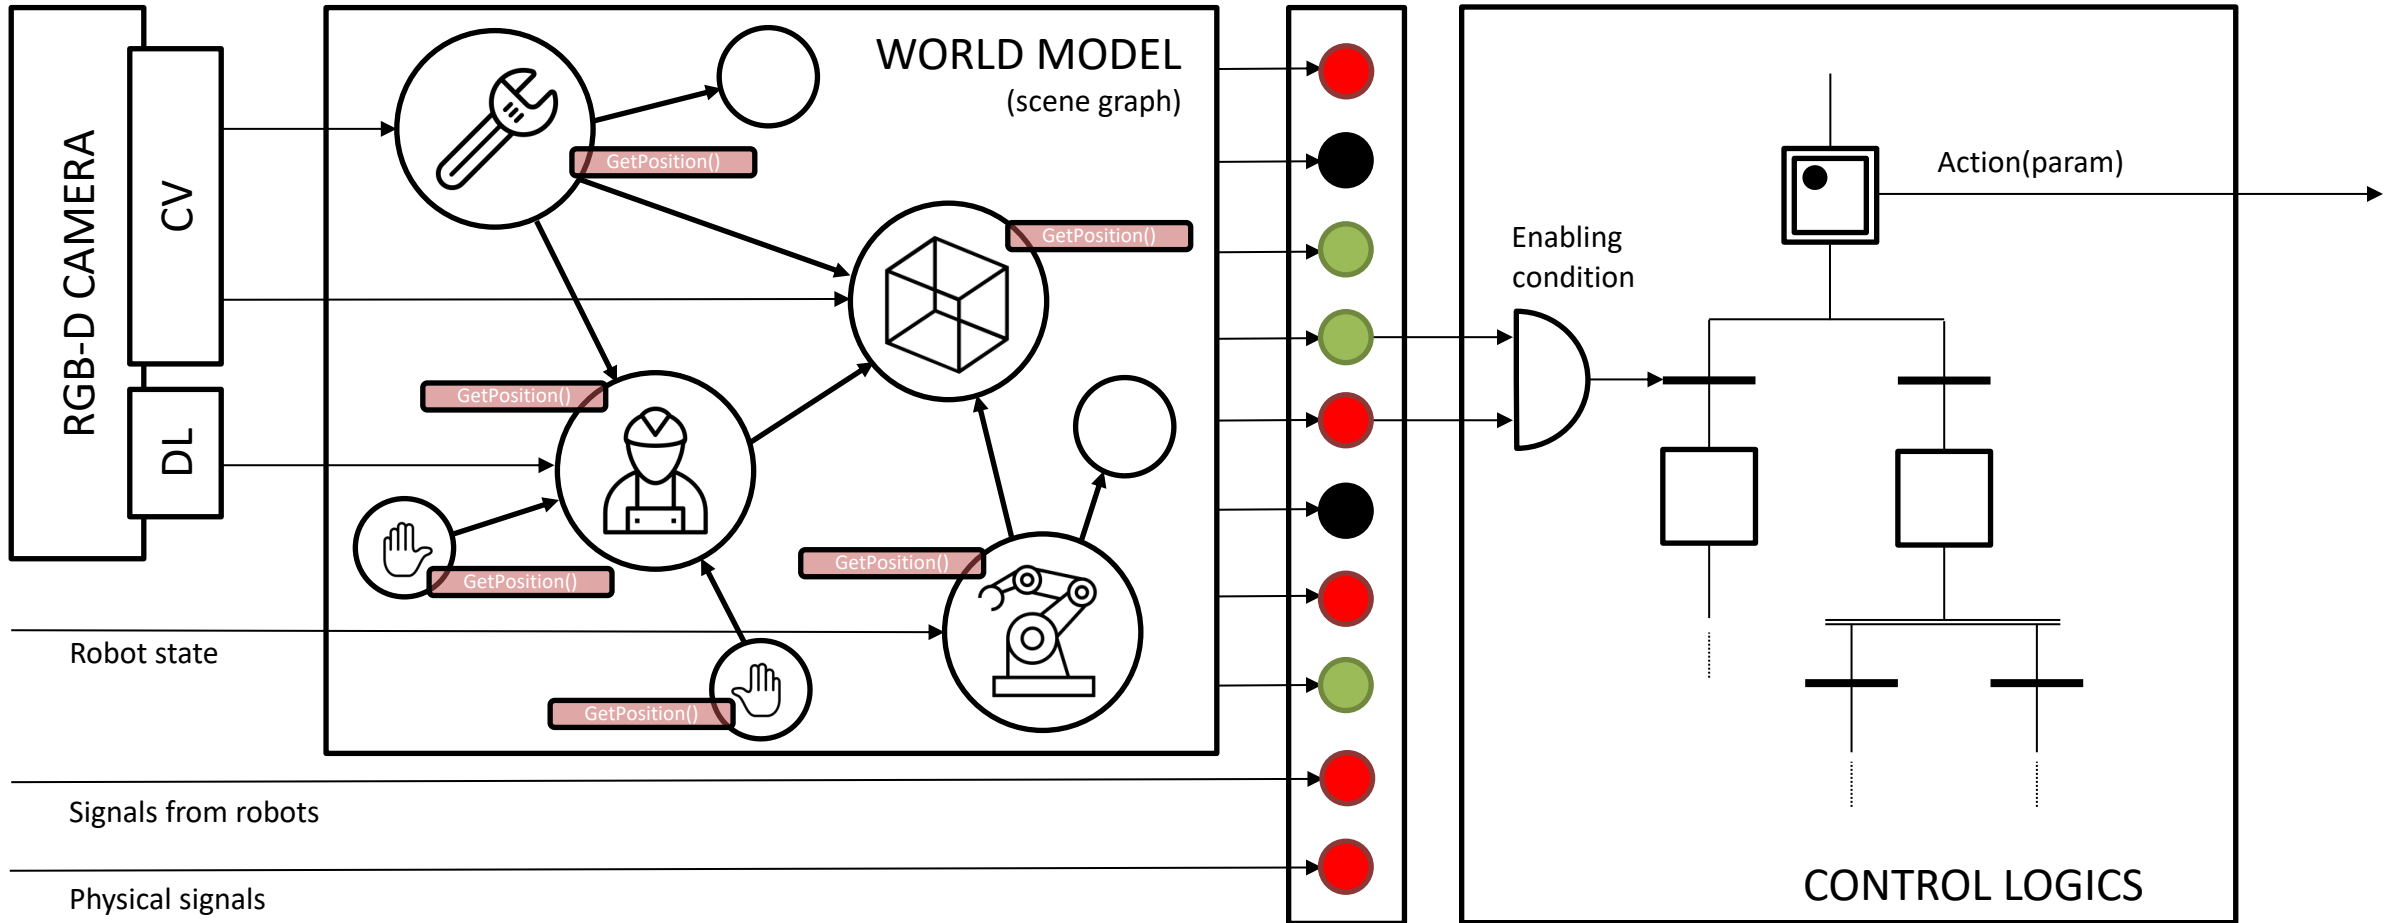 RGB-D CAMERA
CV
DL
WORLD MODEL
(scene graph)
GetPosition()
GetPosition()
GetPosition()
GetPosition()
GetPosition()
GetPosition()
Robot state
Signals from robots
Physical signals
Enabling
condition
Action(param)
CONTROL LOGICS